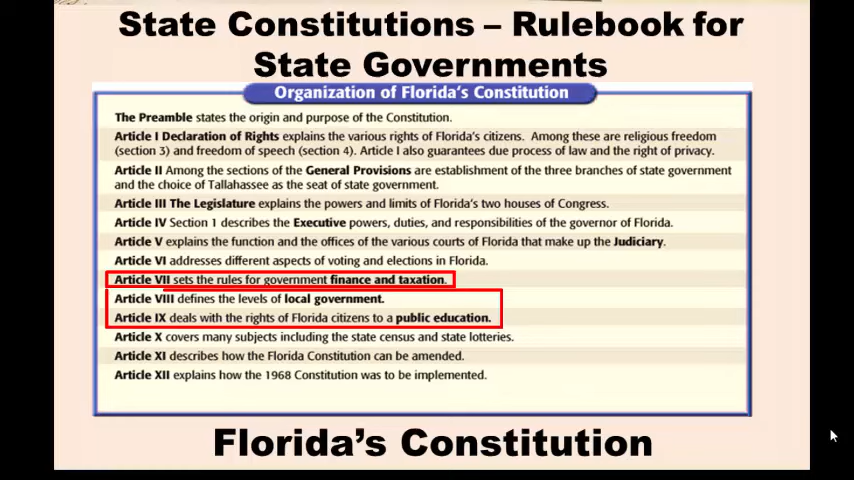 State Constitutions – Rulebook for
State Governments
Organization of Florida's Constitution
The Preamble states the origin and purpose of the Constitution.
Article I Declaration of Rights explains the various rights of Florida's citizens. Among these are religious freedom
(section 3) and freedom of speech (section 4). Article I also guarantees due process of law and the right of privacy.
Article II Among the sections of the General Provisions are establishment of the three branches of state government
and the choice of Tallahassee as the seat of state government.
Article III The Legislature explains the powers and limits of Florida's two houses of Congress.
Article IV Section 1 describes the Executive powers, duties, and responsibilities of the governor of Florida.
Article V explains the function and the offices of the various courts of Florida that make up the Judiciary.
Article VI addresses different aspects of voting and elections in Florida.
Article VII sets the rules for government finance and taxation.
Article VIII defines the levels of local government.
Article IX deals with the rights of Florida citizens to a public education.
Article X covers many subjects including the state census and state lotteries.
Article XI describes how the Florida Constitution can be amended.
Article XII explains how the 1968 Constitution was to be implemented.
Florida's Constitution